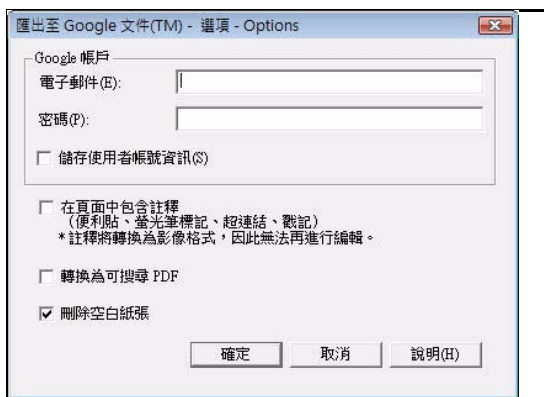 匯出至 Google 文件(TM) - 選項 - Options
Google 帳戶
電子郵件(E):
密碼(P):
儲存使用者帳號資訊(S)
在頁面中包含註釋
(便利貼、螢光筆標記、超連結、戳記)
*註釋將轉換為影像格式，因此無法再進行編輯。
轉換為可搜尋 PDF
刪除空白紙張
確定 取消 說明(H)